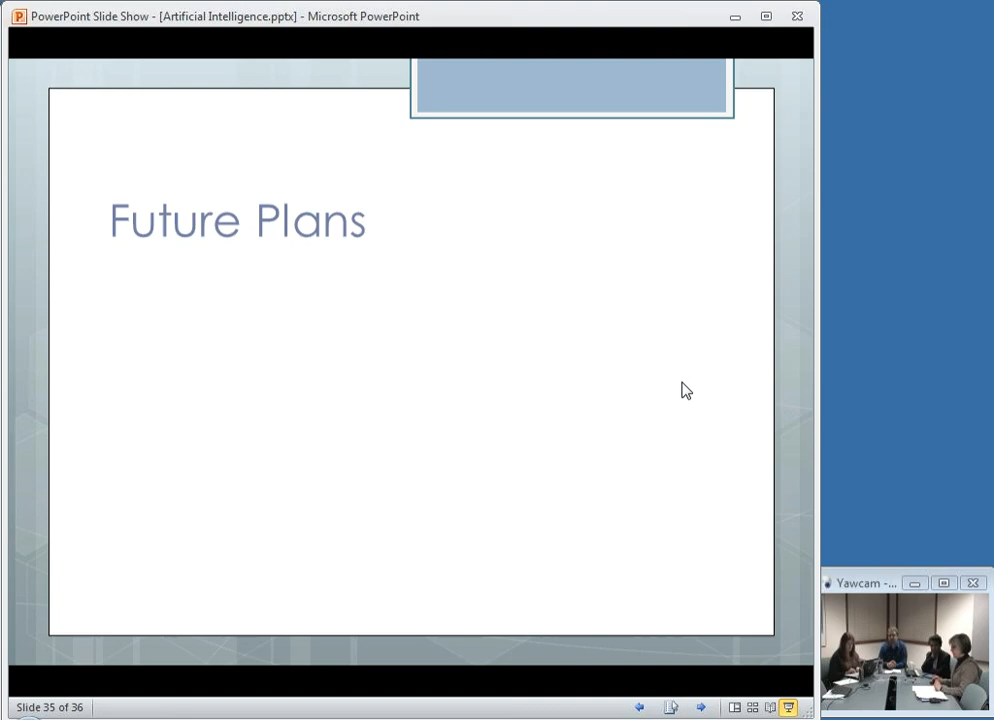 PowerPoint Slide Show - [Artificial Intelligence.pptx] - Microsoft PowerPoint
Future Plans
Yawcam -...
Slide 35 of 36